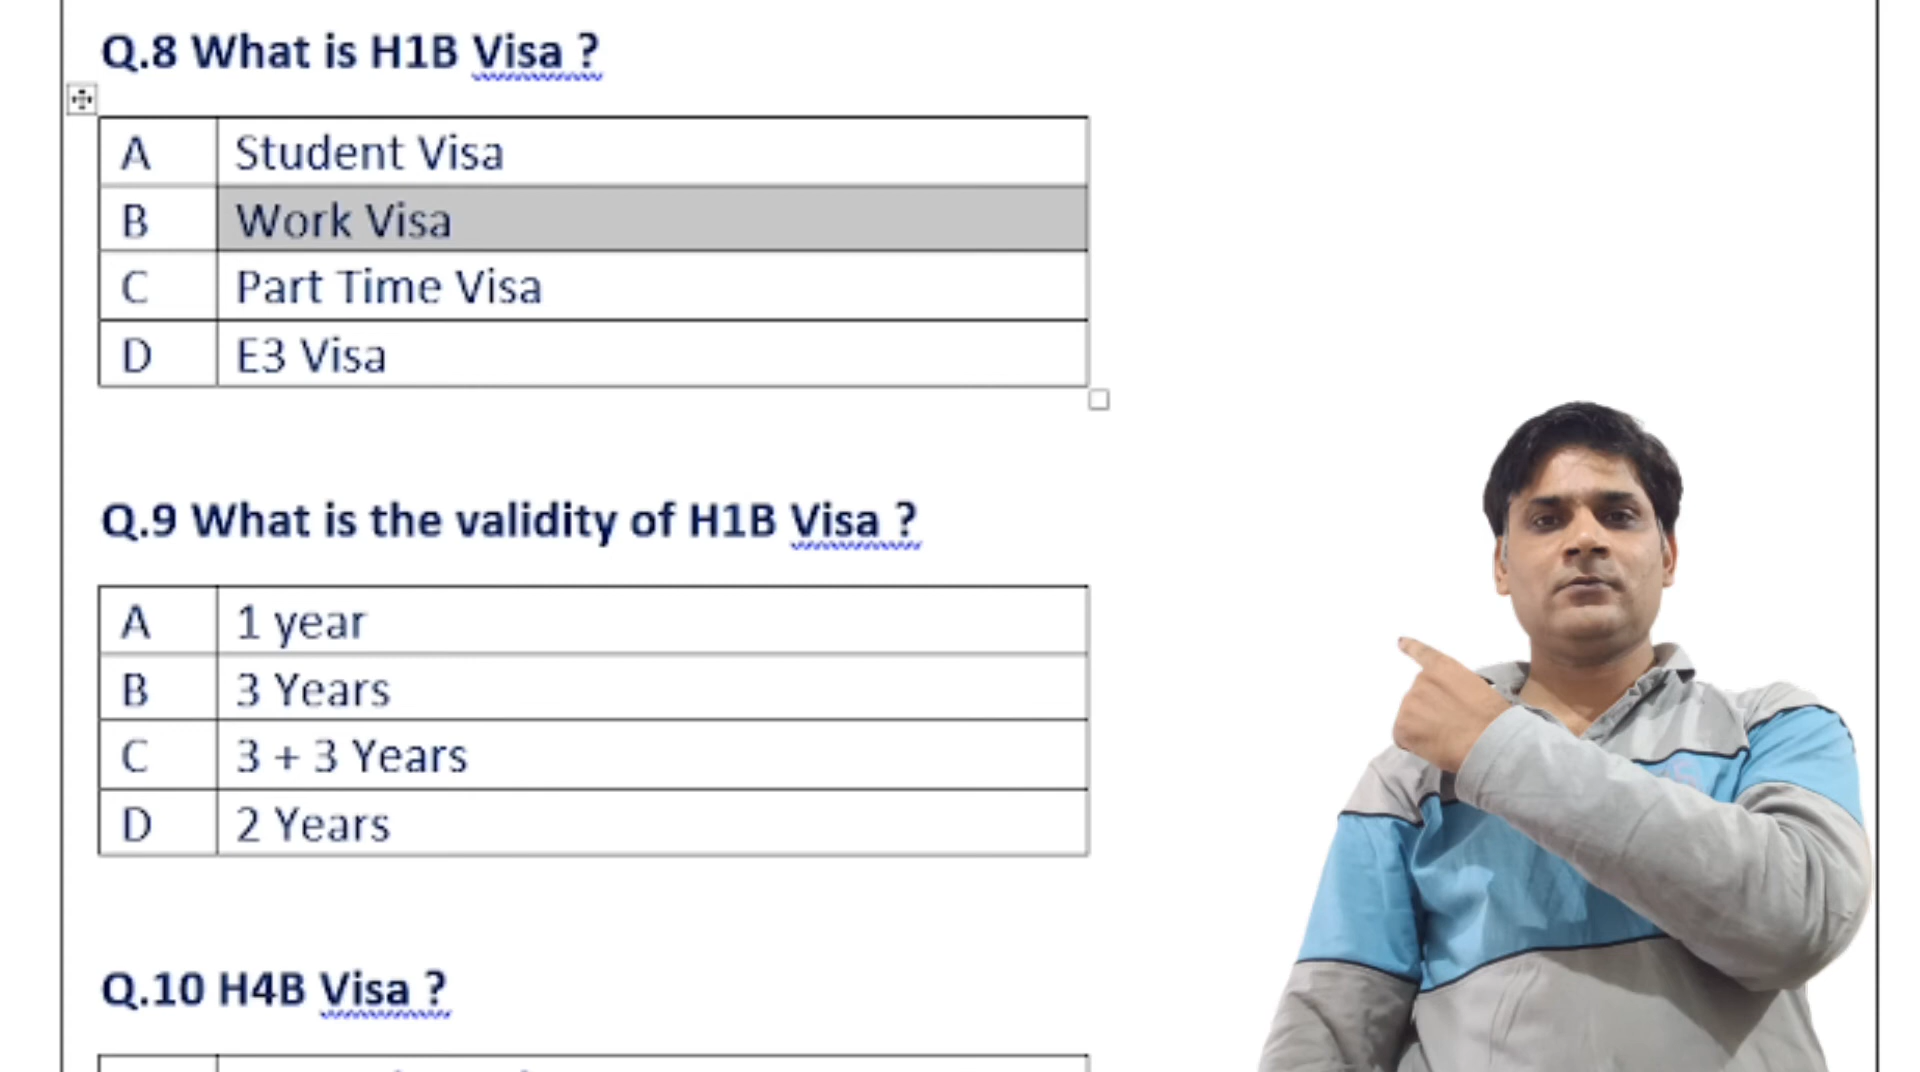 Q.8 What is H1B Visa ?
A Student Visa
B Work Visa
C Part Time Visa
D E3 Visa
Q.9 What is the validity of H1B Visa ?
A 1 year
B 3 Years
C 3 + 3 Years
D 2 Years
Q.10 H4B Visa ?